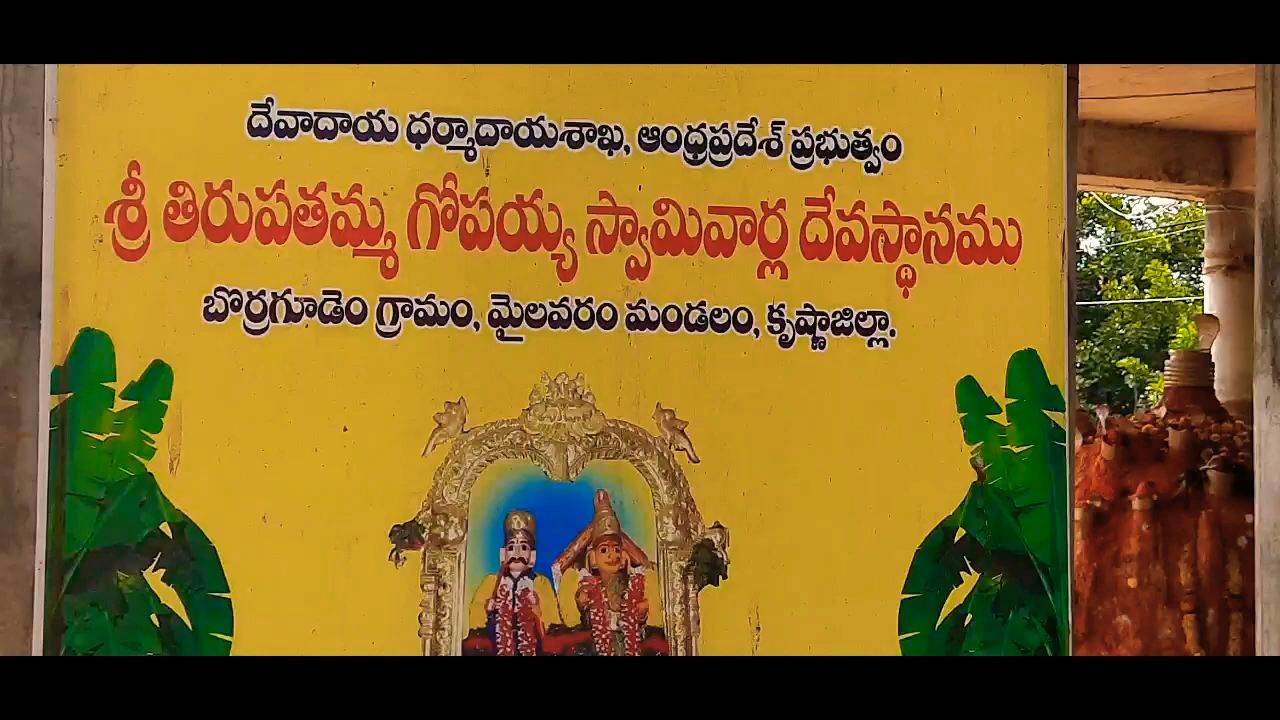 దేవాదాయ ధర్మాదాయశాఖ, ఆంధ్రప్రదేశ్ ప్రభుత్వం
శ్రీ తిరుపతమ్మ గోపయ్య స్వామివార్ల దేవస్థానము
బొర్రగూడెం గ్రామం, మైలవరం మండలం, కృష్ణాజిల్లా.